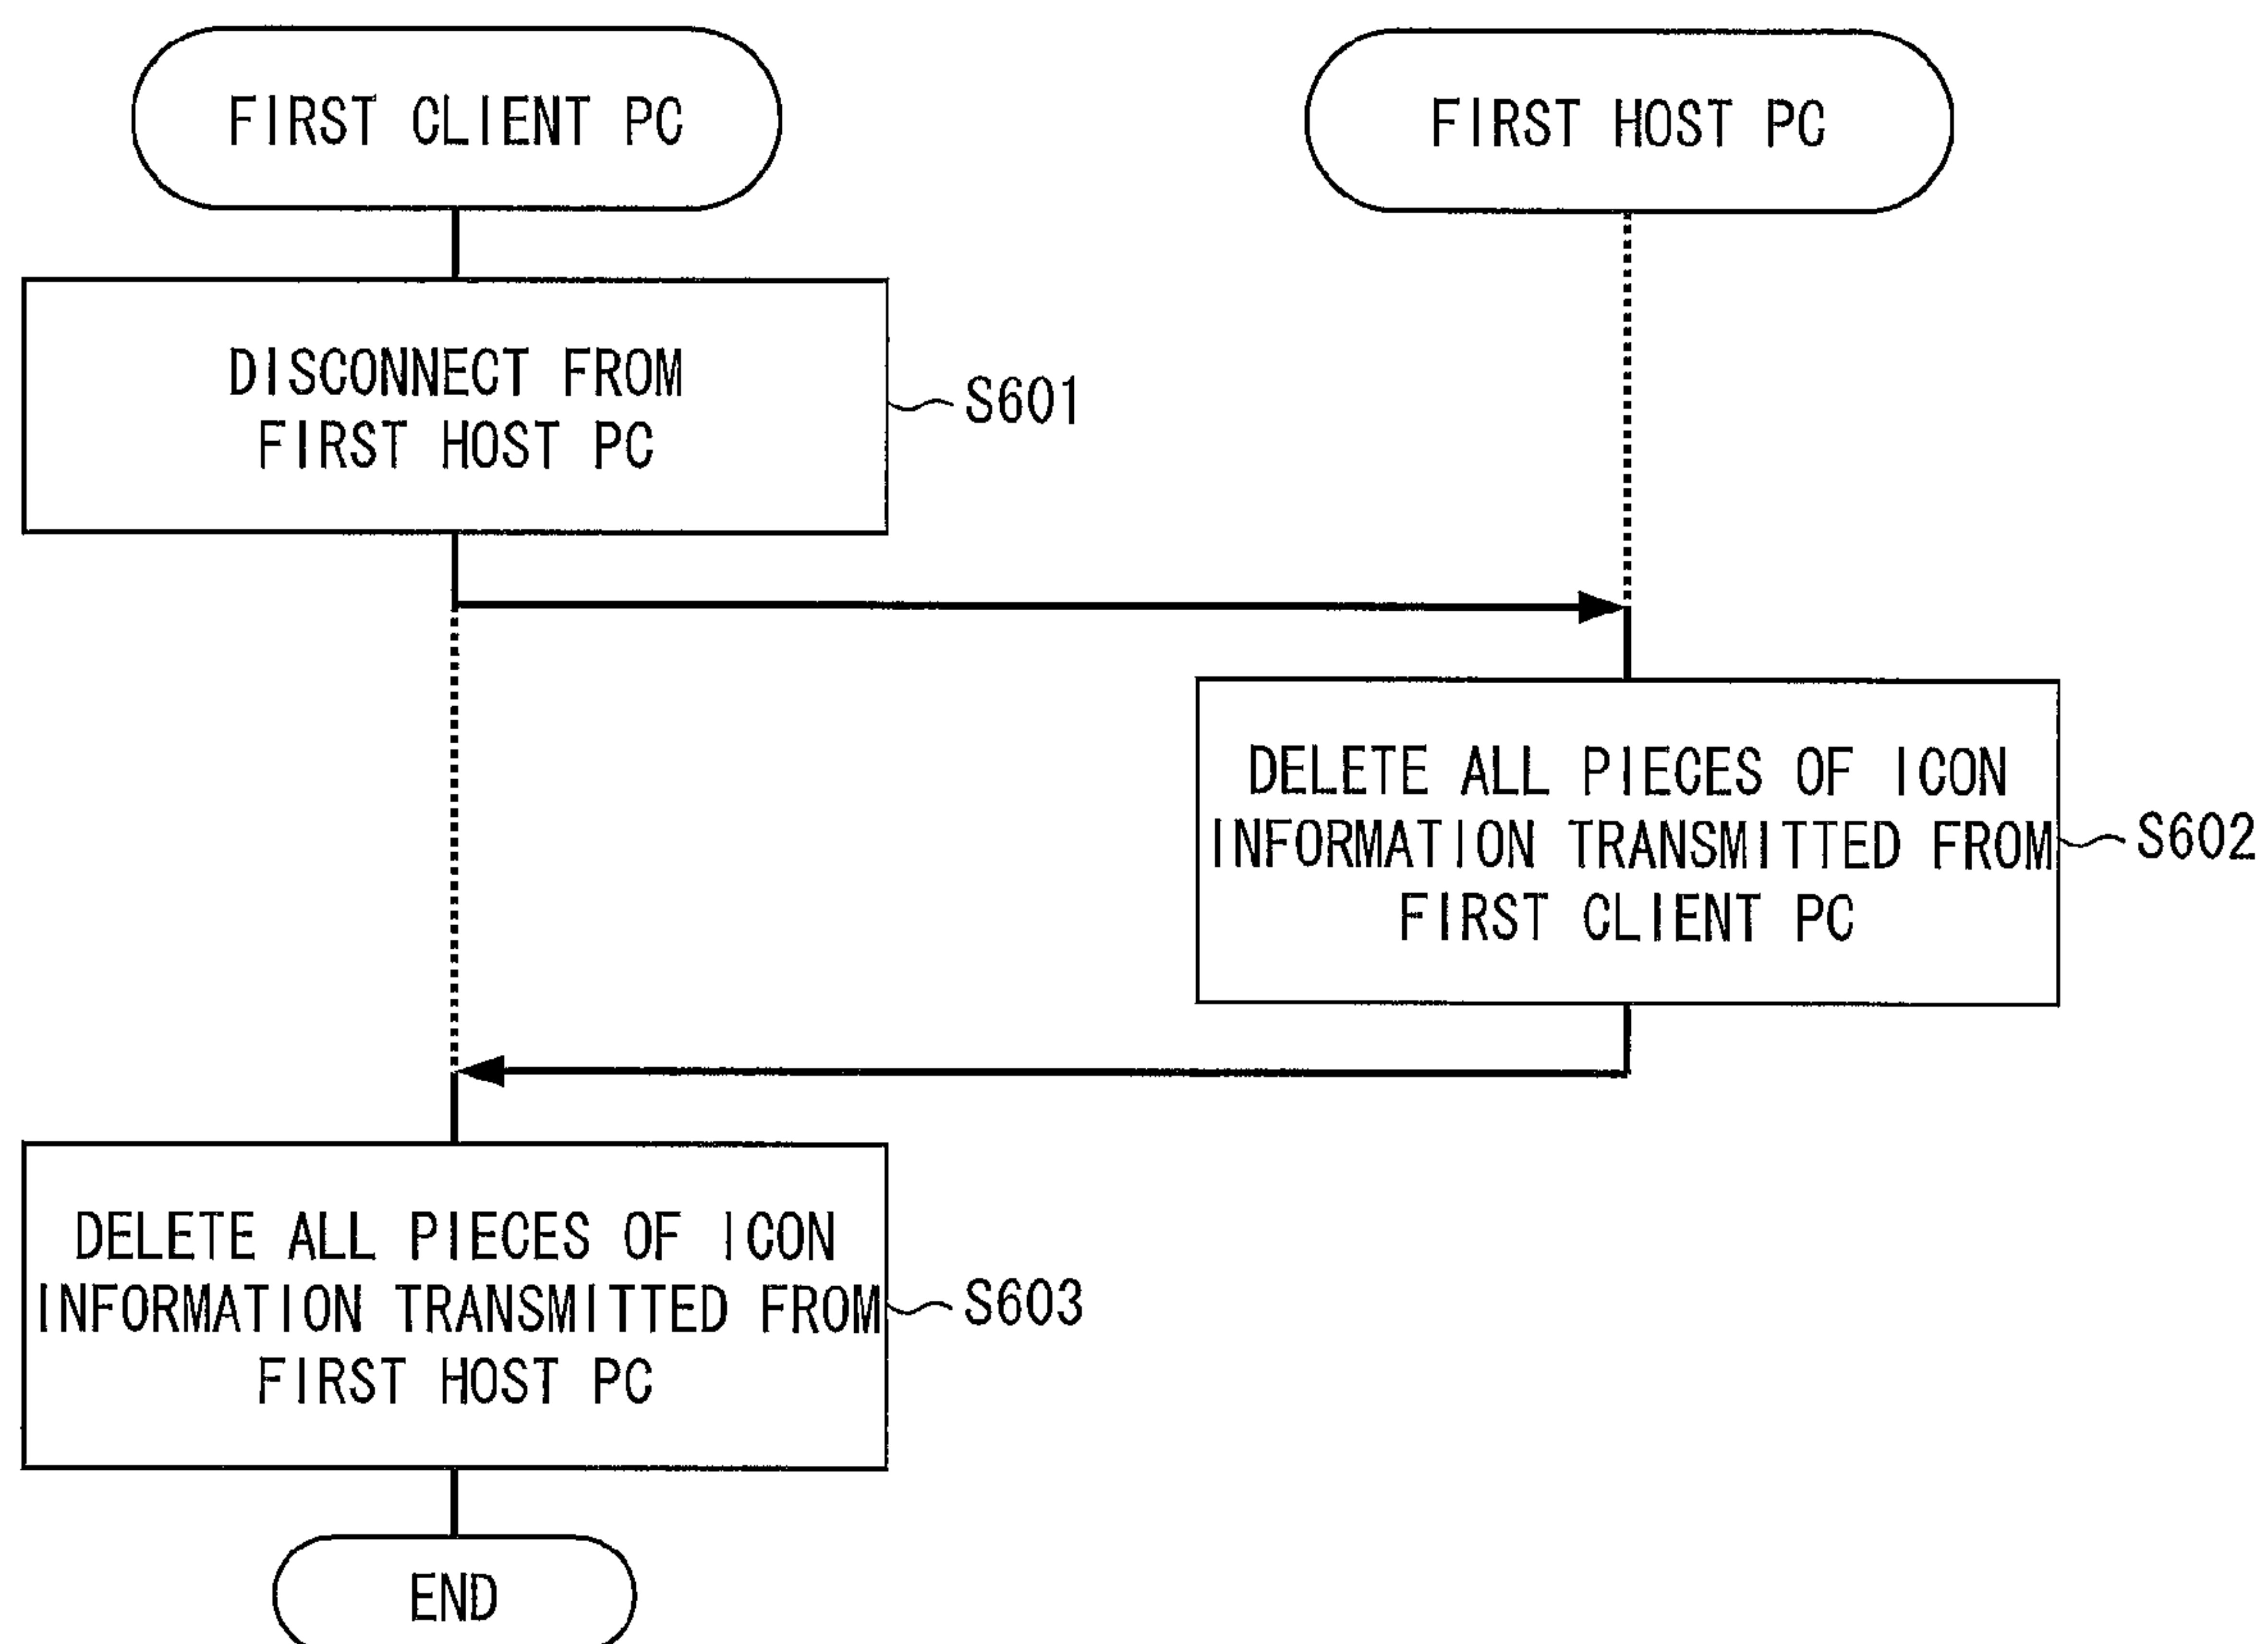 FIRST CLIENT PC
FIRST HOST PC
DISCONNECT FROM
FIRST HOST PC
S601
DELETE ALL PIECES OF ICON
INFORMATION TRANSMITTED FROM
FIRST CLIENT PC
S602
DELETE ALL PIECES OF ICON
INFORMATION TRANSMITTED FROM
FIRST HOST PC
S603
END